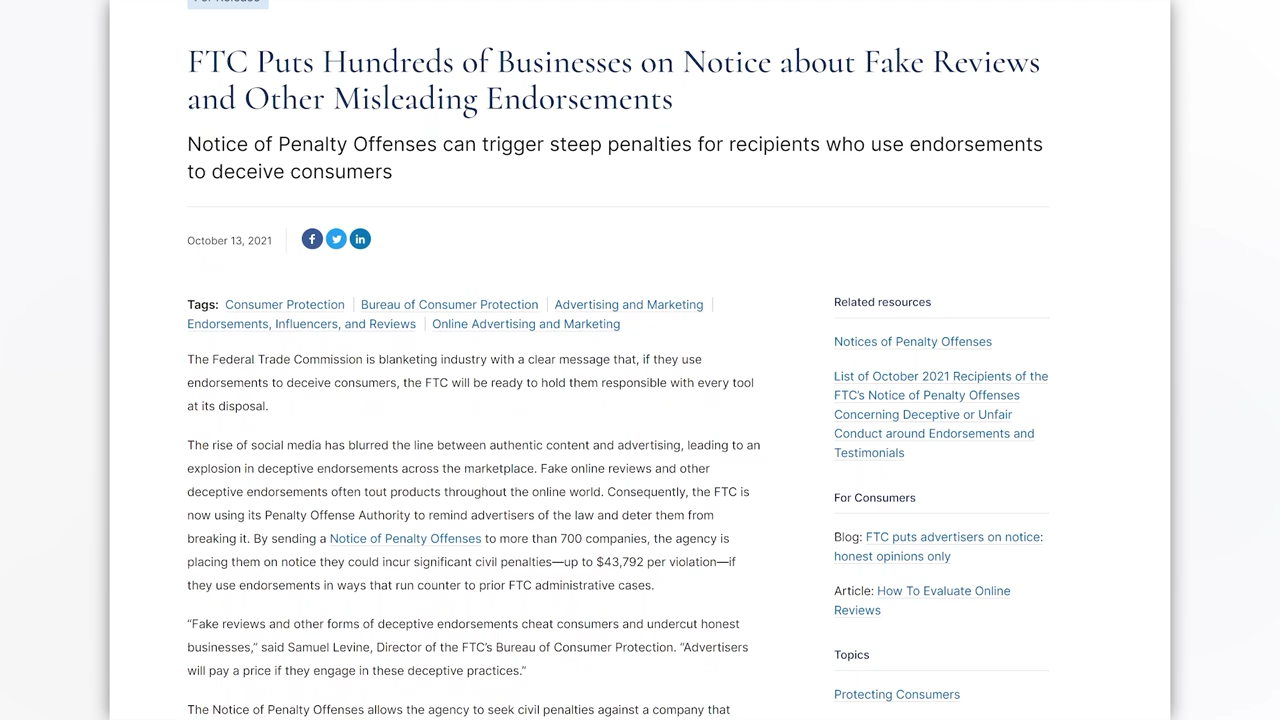 FTC Puts Hundreds of Businesses on Notice about Fake Reviews
and Other Misleading Endorsements
Notice of Penalty Offenses can trigger steep penalties for recipients who use endorsements
to deceive consumers
October 13, 2021
Tags: Consumer Protection | Bureau of Consumer Protection | Advertising and Marketing |
Endorsements, Influencers, and Reviews | Online Advertising and Marketing
The Federal Trade Commission is blanketing industry with a clear message that, if they use
endorsements to deceive consumers, the FTC will be ready to hold them responsible with every tool
at its disposal.
The rise of social media has blurred the line between authentic content and advertising, leading to an
explosion in deceptive endorsements across the marketplace. Fake online reviews and other
deceptive endorsements often tout products throughout the online world. Consequently, the FTC is
now using its Penalty Offense Authority to remind advertisers of the law and deter them from
breaking it. By sending a Notice of Penalty Offenses to more than 700 companies, the agency is
placing them on notice they could incur significant civil penalties—up to $43,792 per violation—if
they use endorsements in ways that run counter to prior FTC administrative cases.
“Fake reviews and other forms of deceptive endorsements cheat consumers and undercut honest
businesses,” said Samuel Levine, Director of the FTC’s Bureau of Consumer Protection. “Advertisers
will pay a price if they engage in these deceptive practices.”
The Notice of Penalty Offenses allows the agency to seek civil penalties against a company that
Related resources
Notices of Penalty Offenses
List of October 2021 Recipients of the
FTC’s Notice of Penalty Offenses
Concerning Deceptive or Unfair
Conduct around Endorsements and
Testimonials
For Consumers
Blog: FTC puts advertisers on notice:
honest opinions only
Article: How To Evaluate Online
Reviews
Topics
Protecting Consumers